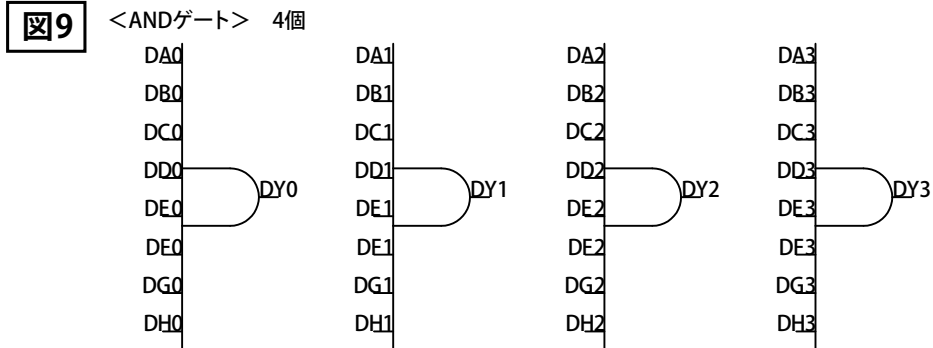 図9
＜ANDゲート＞ 4個
DA0 DA1 DA2 DA3
DB0 DB1 DB2 DB3
DC0 DC1 DC2 DC3
DD0 DD1 DD2 DD3
DY0 DY1 DY2 DY3
DE0 DE1 DE2 DE3
DE0 DE1 DE2 DE3
DG0 DG1 DG2 DG3
DH0 DH1 DH2 DH3